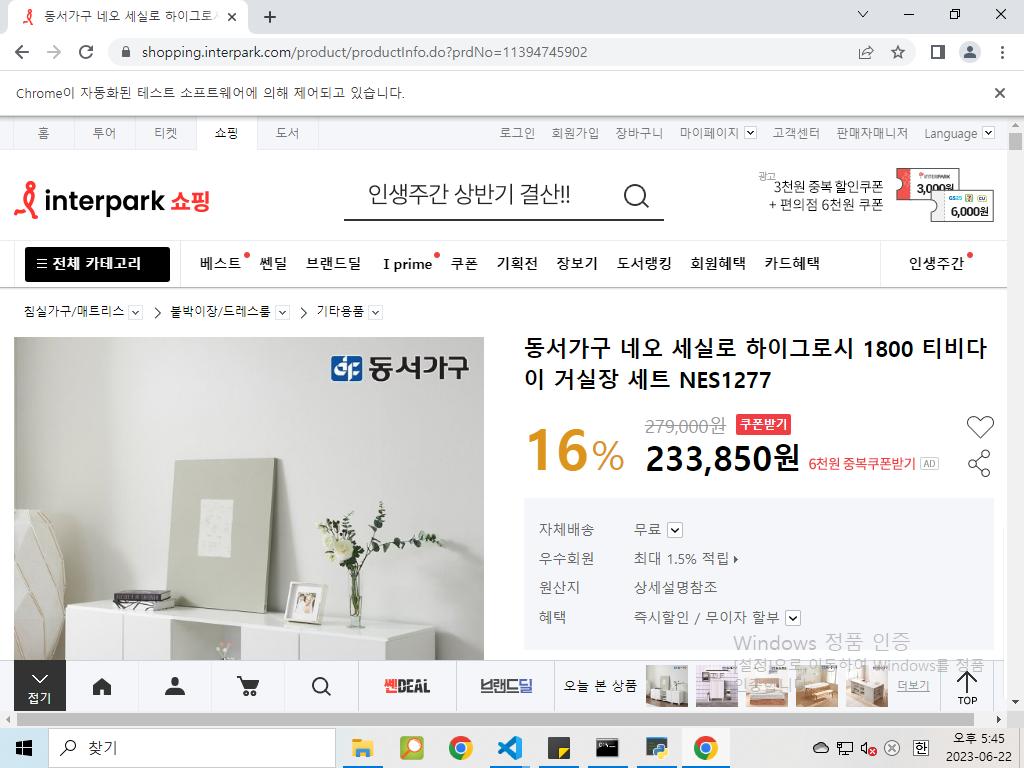 동서가구 네오 세실로 하이그로시
shopping.interpark.com/product/productInfo.do?prdNo=11394745902
Chrome이 자동화된 테스트 소프트웨어에 의해 제어되고 있습니다.
홈 투어 티켓 쇼핑 도서 로그인 회원가입 장바구니 마이페이지 고객센터 판매자매니저 Language
interpark 쇼핑
인생주간 상반기 결산!!
광고
3천원 중복 할인쿠폰
+ 편의점 6천원 쿠폰
INTERPARK
3,000원
GS25 CU
6,000원
전체 카테고리 베스트 쎈딜 브랜드딜 I prime 쿠폰 기획전 장보기 도서랭킹 회원혜택 카드혜택 인생주간
침실가구/매트리스 붙박이장/드레스룸 기타용품
동서가구
동서가구 네오 세실로 하이그로시 1800 티비다
이 거실장 세트 NES1277
16%
279,000원 쿠폰받기
233,850원 6천원 중복쿠폰받기 AD
자체배송 무료
우수회원 최대 1.5% 적립
원산지 상세설명참조
혜택 즉시할인 / 무이자 할부
Windows 정품 인증
[설정]으로 이동하여 Windows를 정품
인증합니다.
접기
쎈DEAL
브랜드딜
오늘 본 상품
더보기
TOP
찾기
한
오후 5:45
2023-06-22